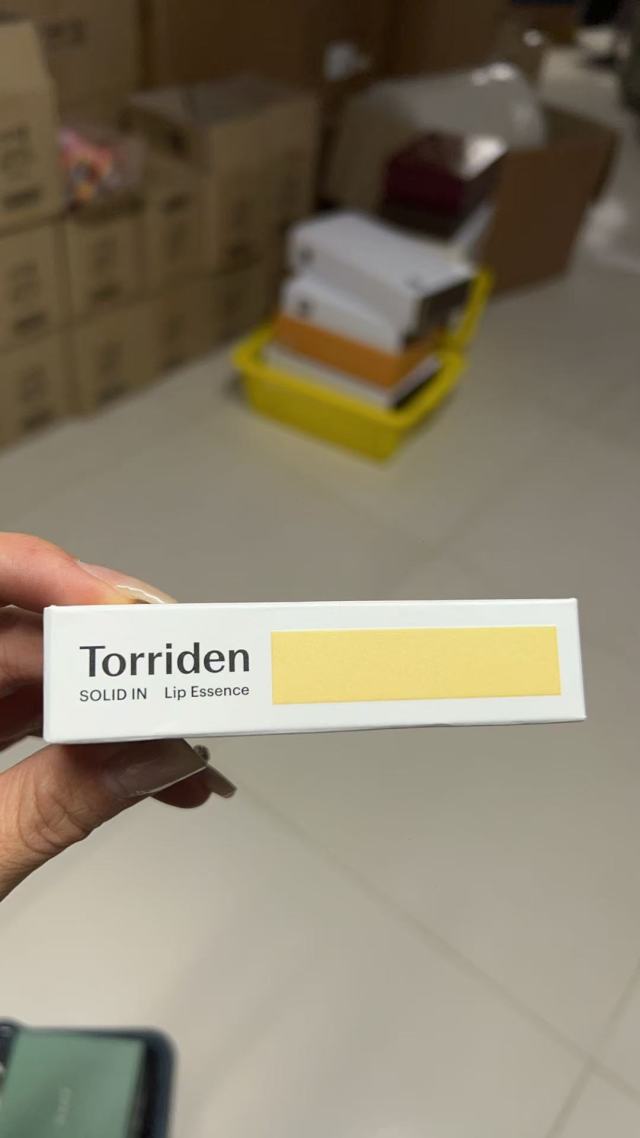 Torriden
SOLID IN Lip Essence